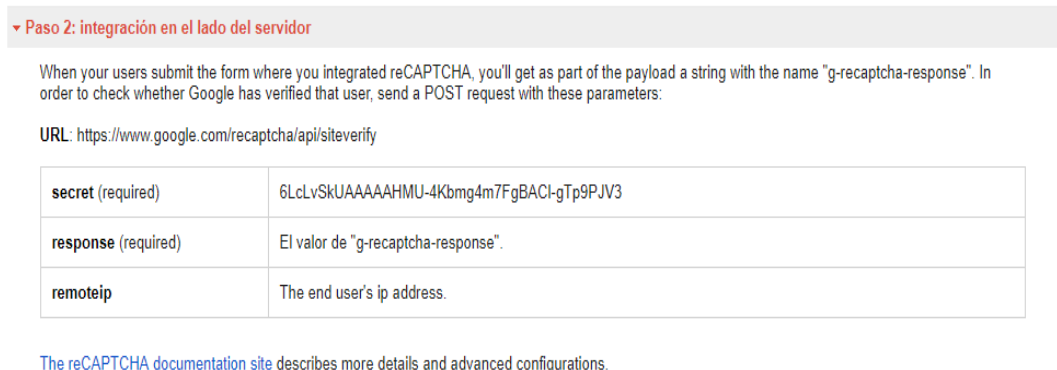 Paso 2: integración en el lado del servidor
When your users submit the form where you integrated reCAPTCHA, you'll get as part of the payload a string with the name "g-recaptcha-response". In
order to check whether Google has verified that user, send a POST request with these parameters:
URL: https://www.google.com/recaptcha/api/siteverify
secret (required) 6LcLvSkUAAAAAHMU-4Kbmg4m7FgBACI-gTp9PJV3
response (required) El valor de "g-recaptcha-response".
remoteip The end user's ip address.
The reCAPTCHA documentation site describes more details and advanced configurations.